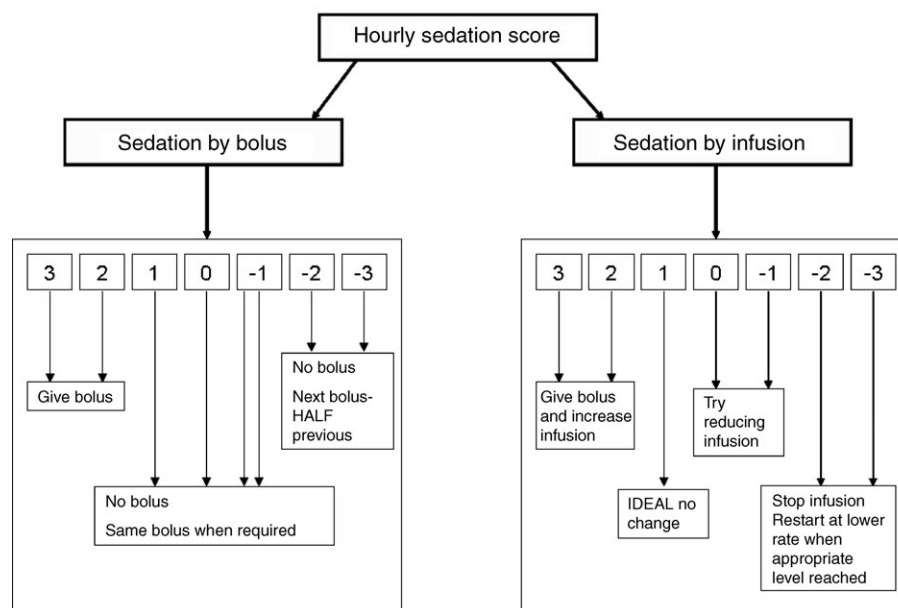 Hourly sedation score
Sedation by bolus
Sedation by infusion
3 2 1 0 -1 -2 -3
Give bolus
No bolus
Next bolus-
HALF
previous
No bolus
Same bolus when required
3 2 1 0 -1 -2 -3
Give bolus
and increase
infusion
Try
reducing
infusion
IDEAL no
change
Stop infusion
Restart at lower
rate when
appropriate
level reached